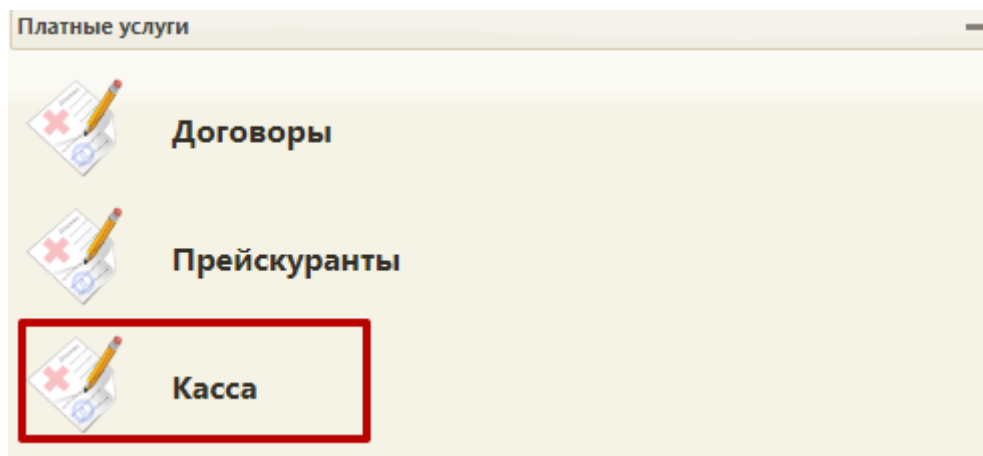 Платные услуги
Договоры
Прейскуранты
Касса